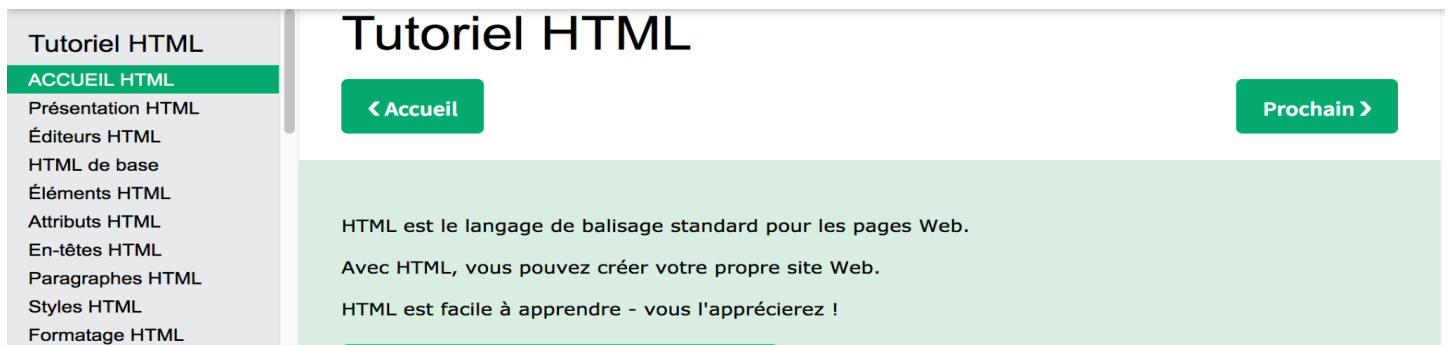 Tutoriel HTML
ACCUEIL HTML
Présentation HTML
Éditeurs HTML
HTML de base
Éléments HTML
Attributs HTML
En-têtes HTML
Paragraphes HTML
Styles HTML
Formatage HTML
Tutoriel HTML
❮ Accueil
Prochain ❯
HTML est le langage de balisage standard pour les pages Web.
Avec HTML, vous pouvez créer votre propre site Web.
HTML est facile à apprendre - vous l'apprécierez !